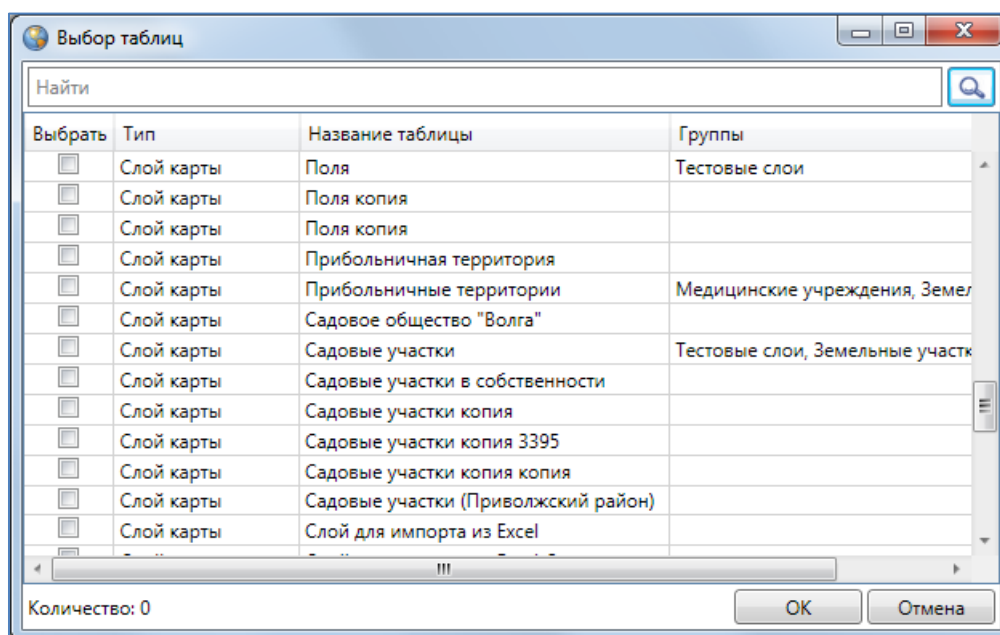 Выбор таблиц
Найти
Выбрать Тип Название таблицы Группы
Слой карты Поля Тестовые слои
Слой карты Поля копия
Слой карты Поля копия
Слой карты Прибольничная территория
Слой карты Прибольничные территории Медицинские учреждения, Земел
Слой карты Садовое общество "Волга"
Слой карты Садовые участки Тестовые слои, Земельные участк
Слой карты Садовые участки в собственности
Слой карты Садовые участки копия
Слой карты Садовые участки копия 3395
Слой карты Садовые участки копия копия
Слой карты Садовые участки (Приволжский район)
Слой карты Слой для импорта из Excel
Количество: 0 OK Отмена